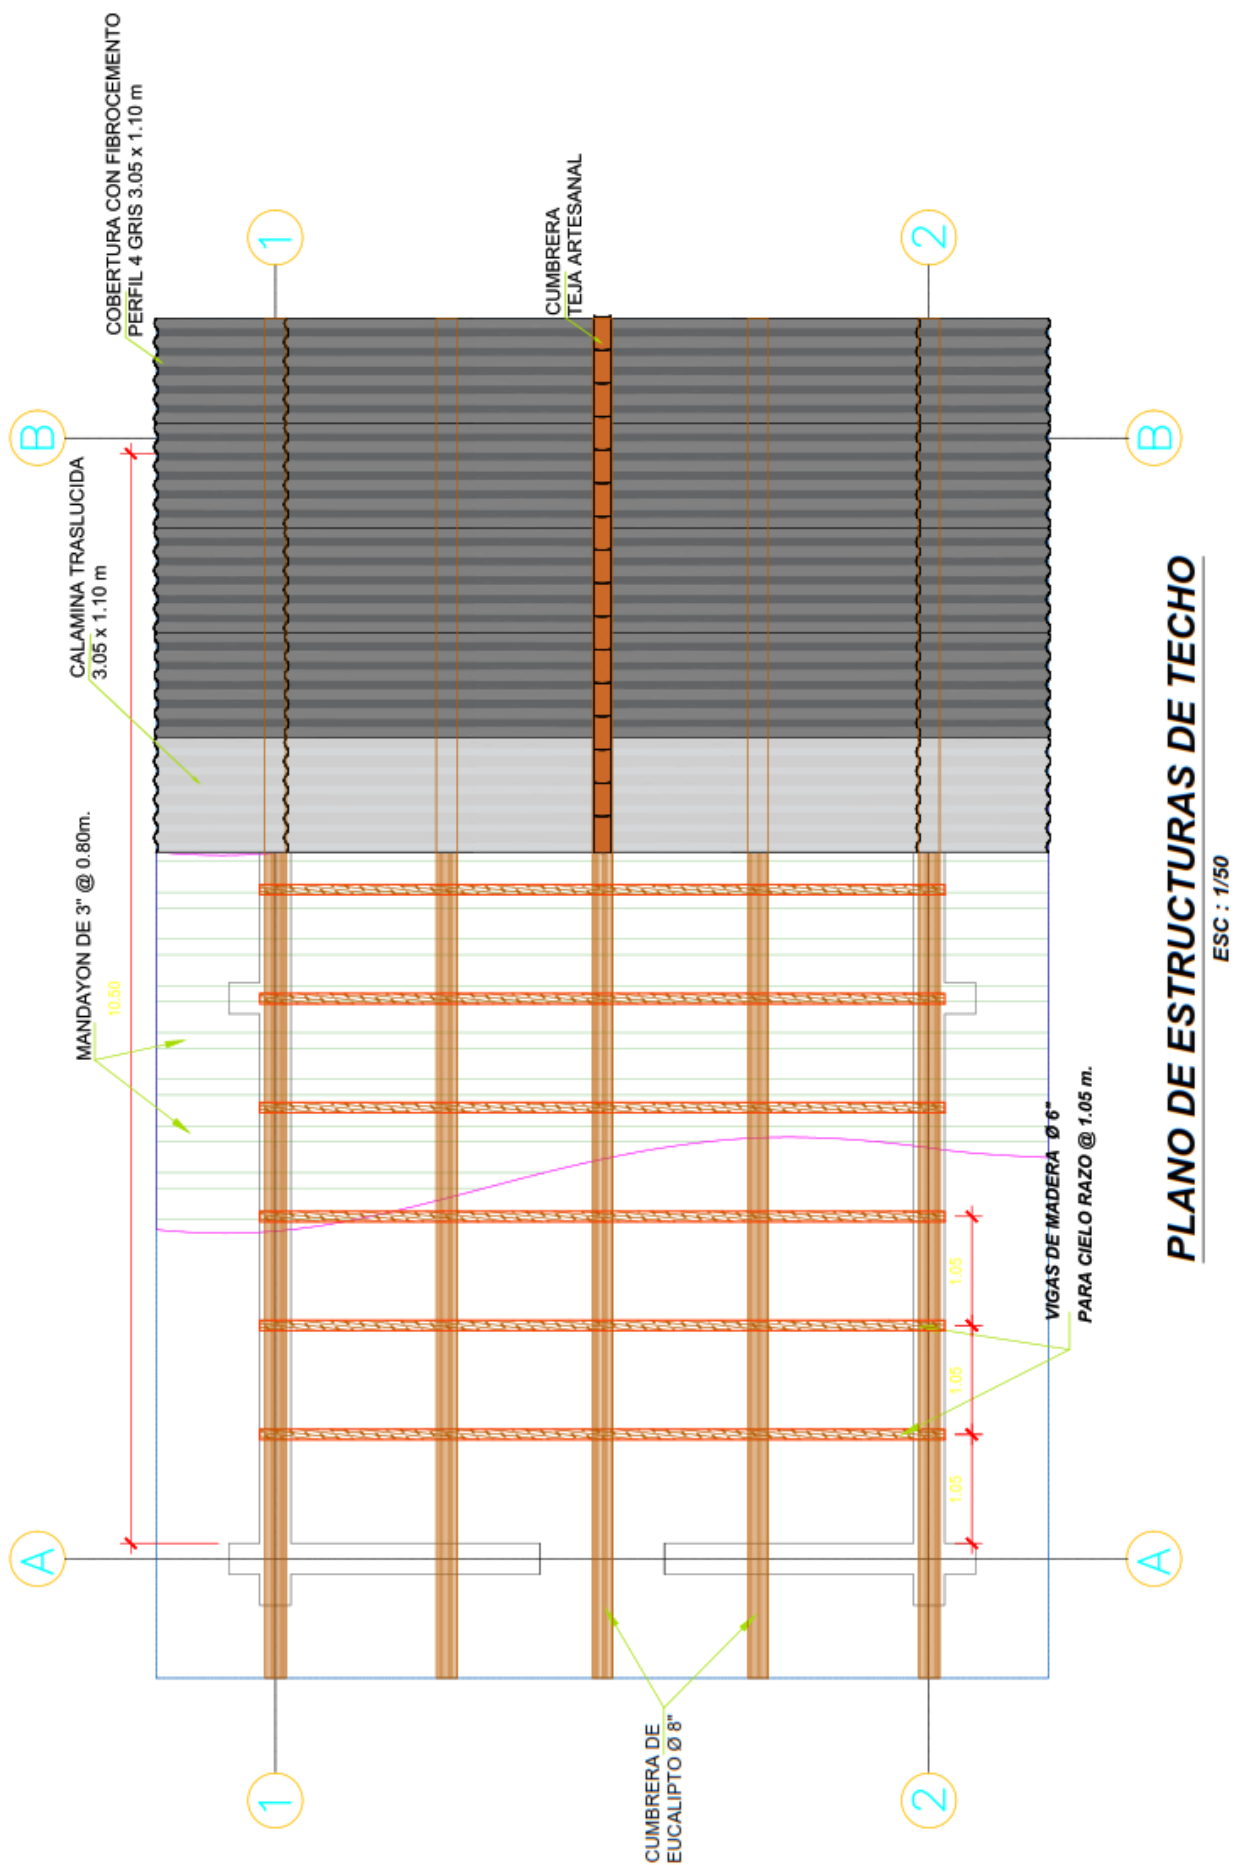 COBERTURA CON FIBROCEMENTO
PERFIL 4 GRIS 3.05 x 1.10 m
1
CUMBRERA
TEJA ARTESANAL
2
B
B
CALAMINA TRASLUCIDA
3.05 x 1.10 m
MANDAYON DE 3" @ 0.80m.
10.50
VIGAS DE MADERA Ø 6"
PARA CIELO RAZO @ 1.05 m.
1.05
1.05
1.05
A
A
1
CUMBRERA DE
EUCALIPTO Ø 8"
2
PLANO DE ESTRUCTURAS DE TECHO
ESC : 1/50